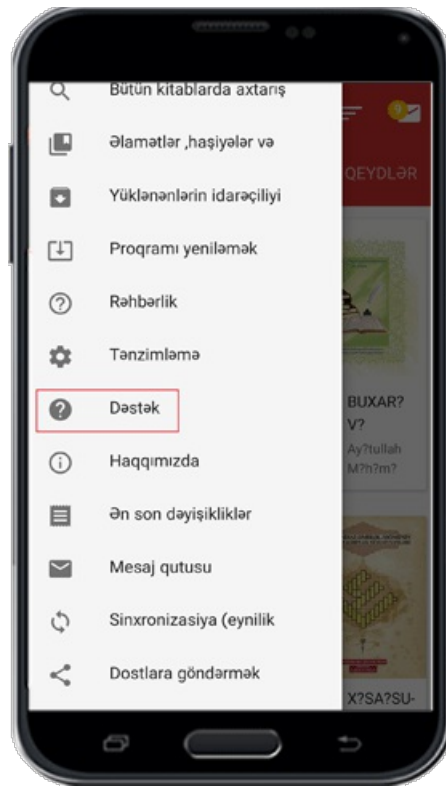 Bütün kitablarda axtarış
9
Əlamətlər ,haşiyələr və
QEYDLƏR
Yüklənənlərin idarəçiliyi
Proqramı yeniləmək
Rəhbərlik
Tənzimləmə
Dəstək
BUXAR?
V?
Ay?tullah
M?h?m?
Haqqımızda
Ən son dəyişikliklər
Mesaj qutusu
Sinxronizasiya (eynilik
Dostlara göndərmək
X?SA?SU-